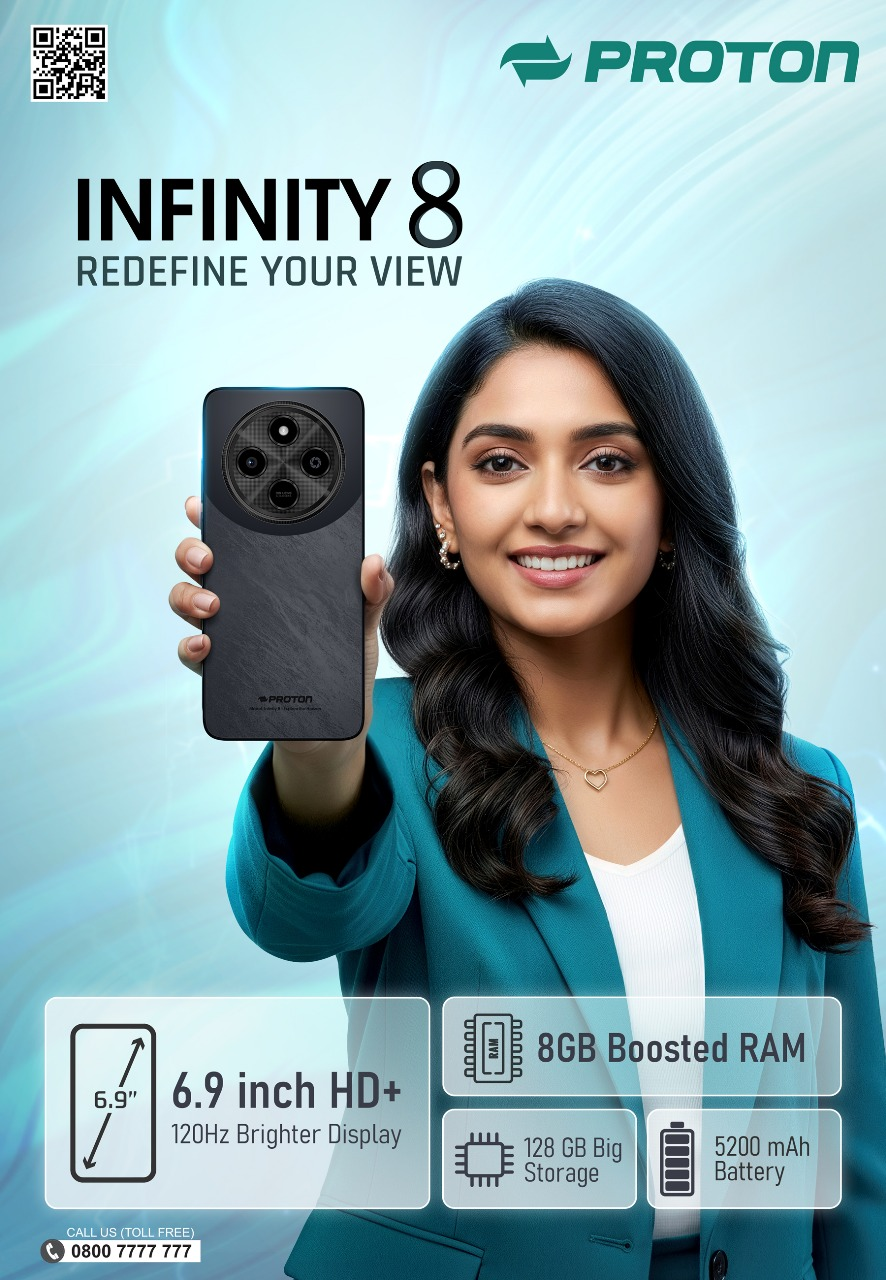 PROTON
INFINITY 8
REDEFINE YOUR VIEW
PROTON
6.9"
6.9 inch HD+
120Hz Brighter Display
RAM
8GB Boosted RAM
128 GB Big
Storage
5200 mAh
Battery
CALL US (TOLL FREE)
0800 7777 777